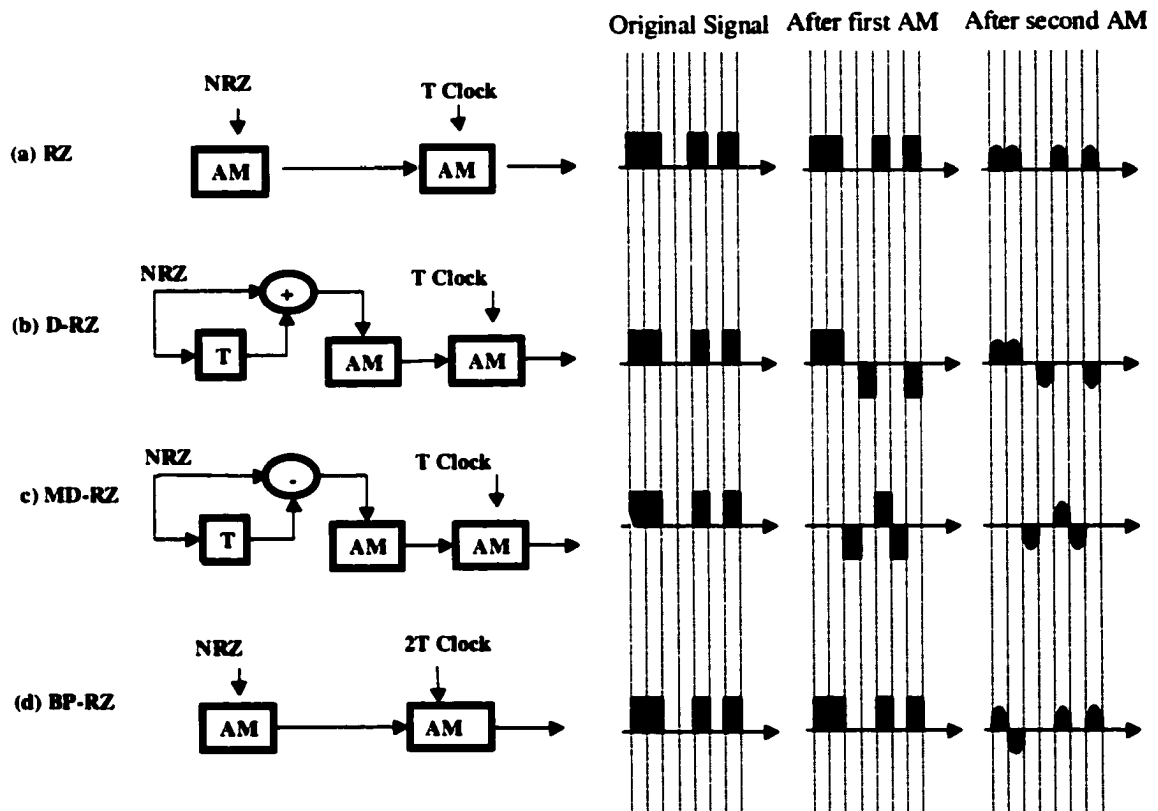 Original Signal After first AM After second AM
NRZ
T Clock
(a) RZ
AM
AM
NRZ
+
T Clock
(b) D-RZ
T
AM
AM
NRZ
-
T Clock
c) MD-RZ
T
AM
AM
NRZ
2T Clock
(d) BP-RZ
AM
AM